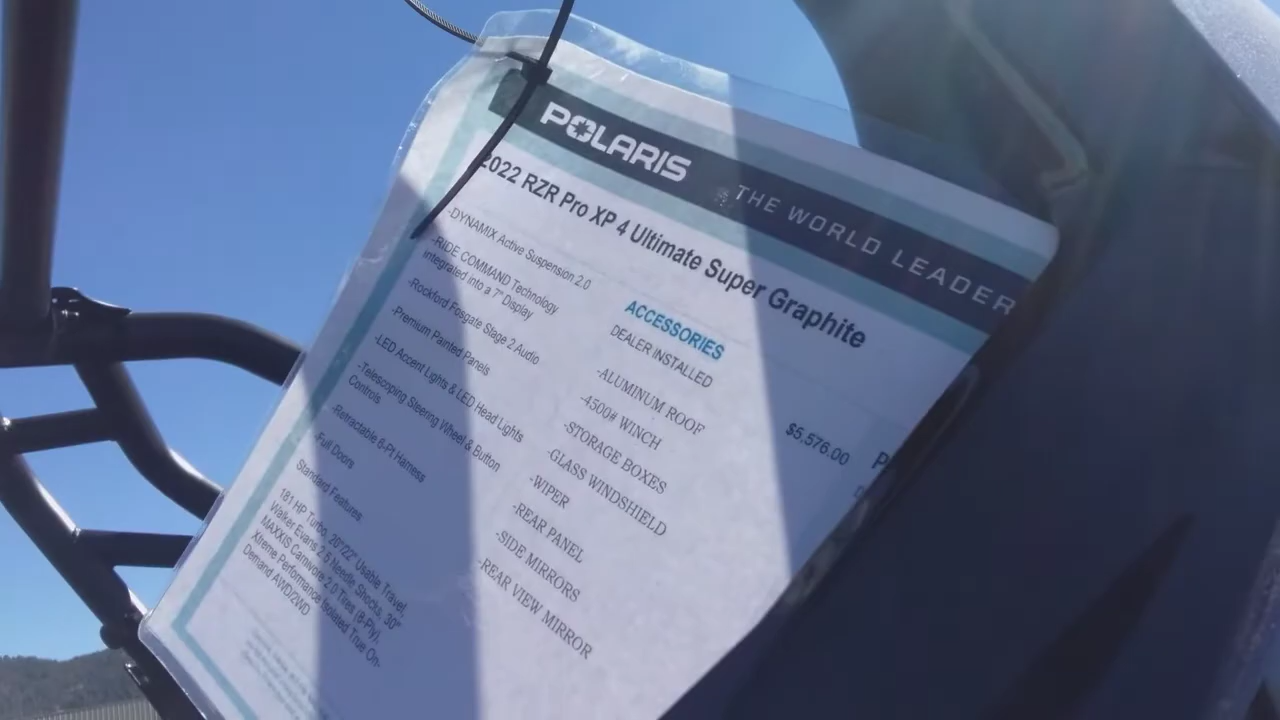 POLARIS THE WORLD LEADER
2022 RZR Pro XP 4 Ultimate Super Graphite
-DYNAMIX Active Suspension 2.0
-RIDE COMMAND Technology
integrated into a 7" Display
-Rockford Fosgate Stage 2 Audio
-Premium Painted Panels
-LED Accent Lights & LED Head Lights
-Telescoping Steering Wheel & Button
Controls
-Retractable 6-Pt Harness
-Full Doors
Standard Features
181 HP Turbo, 20"/22" Usable Travel,
Walker Evans 2.5 Needle Shocks, 30"
MAXXIS Carnivore 2.0 Tires (8-Ply),
Xtreme Performance Isolated True On-
Demand AWD/2WD
ACCESSORIES
DEALER INSTALLED
-ALUMINUM ROOF
-4500# WINCH
-STORAGE BOXES
-GLASS WINDSHIELD
-WIPER
-REAR PANEL
-SIDE MIRRORS
-REAR VIEW MIRROR
$5,576.00